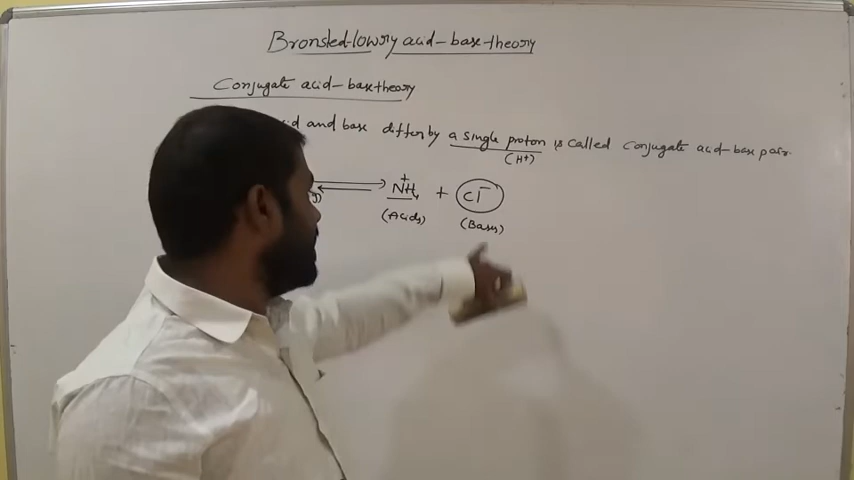 Bronsted-lowry acid-base-theory
Conjugate acid-base theory
and base differ by a single proton is called conjugate acid-base pair.
(H+)
⇌ NH₄⁺ + Cl⁻
(Acids) (Bases)